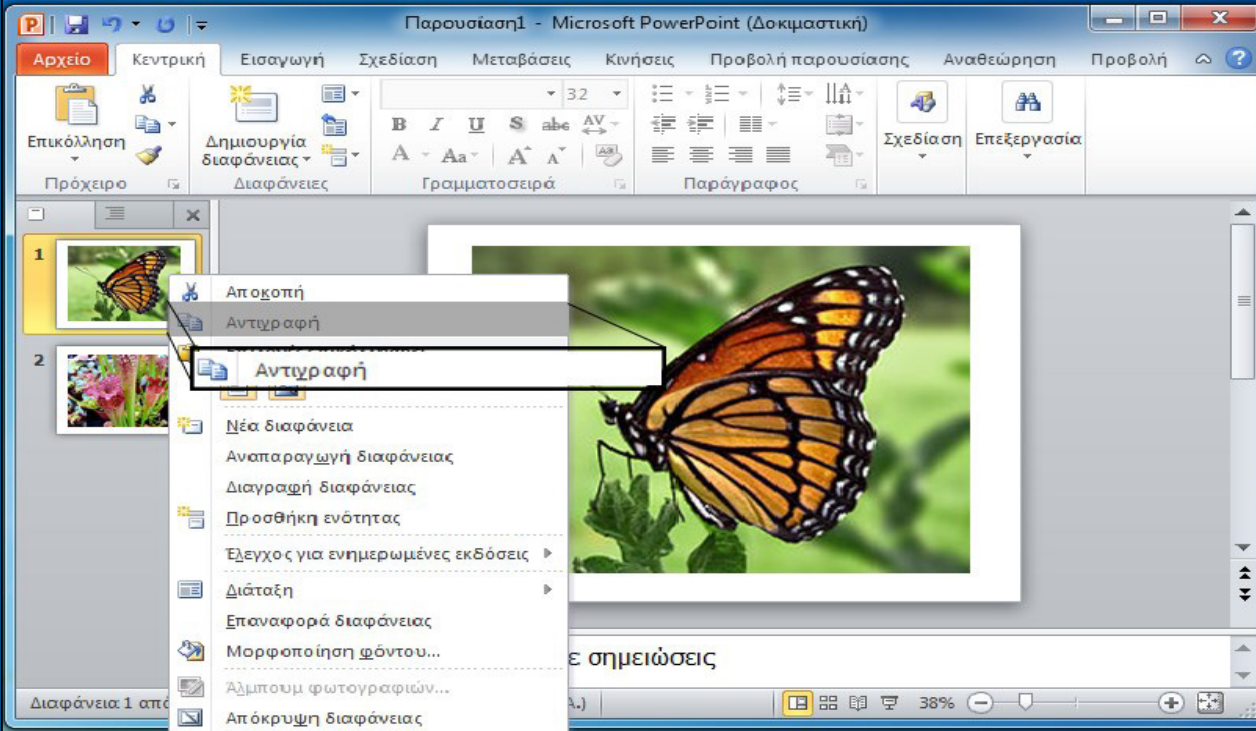 Παρουσίαση1 - Microsoft PowerPoint (Δοκιμαστική)
Αρχείο Κεντρική Εισαγωγή Σχεδίαση Μεταβάσεις Κινήσεις Προβολή παρουσίασης Αναθεώρηση Προβολή
32
Επικόλληση Δημιουργία διαφάνειας Σχεδίαση Επεξεργασία
Πρόχειρο Διαφάνειες Γραμματοσειρά Παράγραφος
1
2
Αποκοπή
Αντιγραφή
Αντιγραφή
Νέα διαφάνεια
Αναπαραγωγή διαφάνειας
Διαγραφή διαφάνειας
Προσθήκη ενότητας
Έλεγχος για ενημερωμένες εκδόσεις
Διάταξη
Επαναφορά διαφάνειας
Μορφοποίηση φόντου...
Άλμπουμ φωτογραφιών...
Απόκρυψη διαφάνειας
ε σημειώσεις
Διαφάνεια 1 από
Α.) 38%